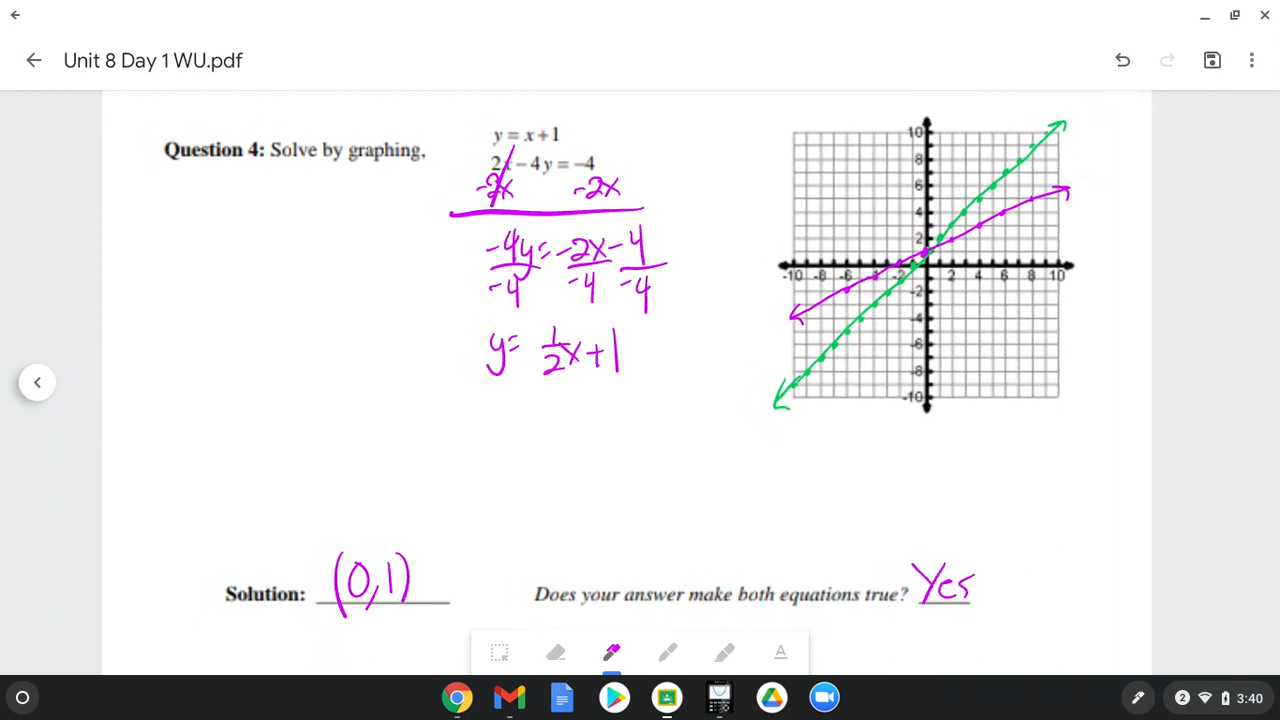 Unit 8 Day 1 WU.pdf
Question 4: Solve by graphing,
y = x + 1
2x − 4y = −4
-2x -2x
-4y = -2x - 4
-4 -4 -4
y = 1/2x + 1
10
8
6
4
2
-10 -8 -6 -4 -2 2 4 6 8 10
-2
-4
-6
-8
-10
Solution: (0,1)
Does your answer make both equations true? Yes
A
2 3:40